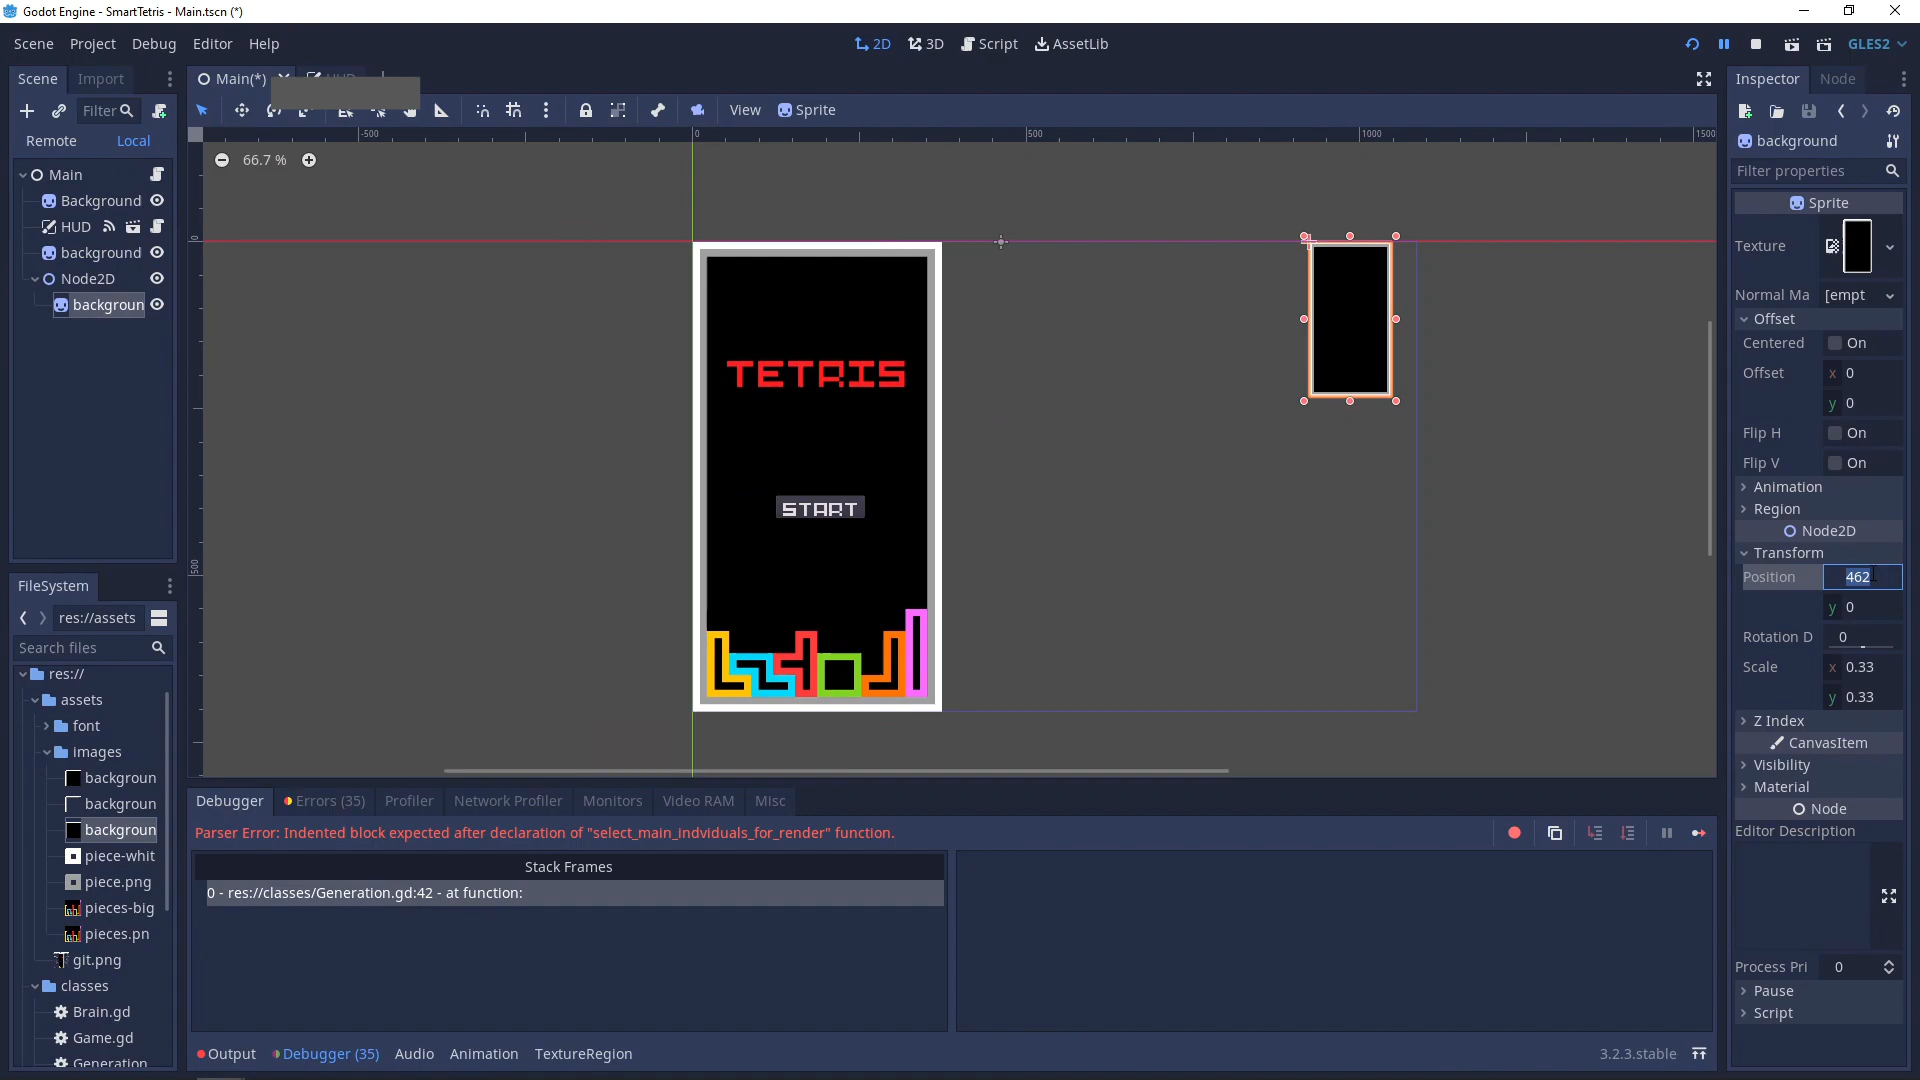 Godot Engine - SmartTetris - Main.tscn (*)
Scene Project Debug Editor Help
2D 3D Script AssetLib
GLES2
Scene Import
Main(*) HUD
Inspector Node
Filter
View Sprite
Remote Local
background
-500 0 500 1000 1500
66.7 %
Filter properties
Main
Background
HUD
background
Node2D
backgroun
0
500
TETRIS
START
Sprite
Texture
Normal Ma [empt
Offset
Centered On
Offset x 0
y 0
Flip H On
Flip V On
Animation
Region
Node2D
Transform
Position 462
y 0
Rotation D 0
Scale x 0.33
y 0.33
Z Index
CanvasItem
Visibility
Material
Node
Editor Description
Process Pri 0
Pause
Script
FileSystem
res://assets
Search files
res://
assets
font
images
backgroun
backgroun
backgroun
piece-whit
piece.png
pieces-big
pieces.pn
git.png
classes
Brain.gd
Game.gd
Generation
Debugger Errors (35) Profiler Network Profiler Monitors Video RAM Misc
Parser Error: Indented block expected after declaration of "select_main_indviduals_for_render" function.
Stack Frames
0 - res://classes/Generation.gd:42 - at function:
Output Debugger (35) Audio Animation TextureRegion
3.2.3.stable